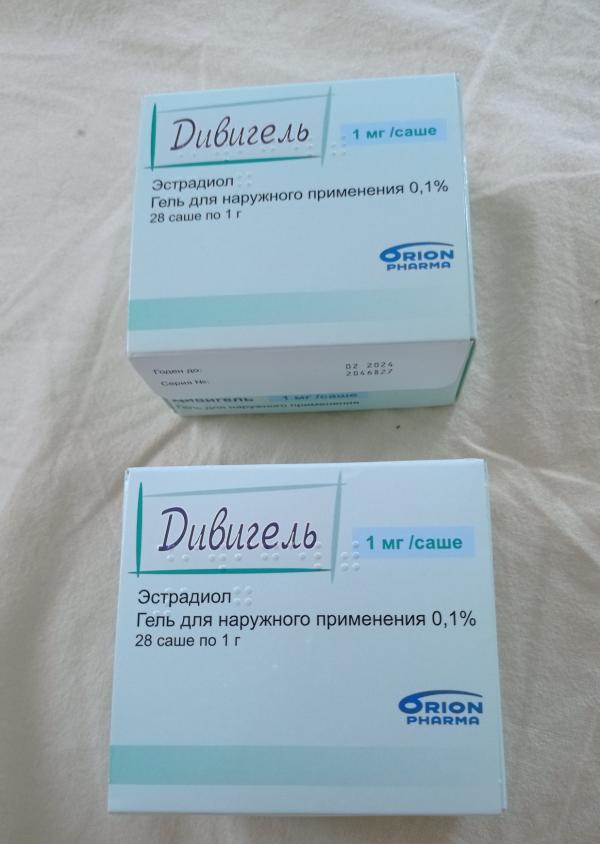 Дивигель
1 мг /саше
Эстрадиол
Гель для наружного применения 0,1%
28 саше по 1 г
ORION
PHARMA
Годен до: 02 2024
Серия №: 2046827
Дивигель 1 мг /саше
Гель для наружного применения
Дивигель
1 мг /саше
Эстрадиол
Гель для наружного применения 0,1%
28 саше по 1 г
ORION
PHARMA